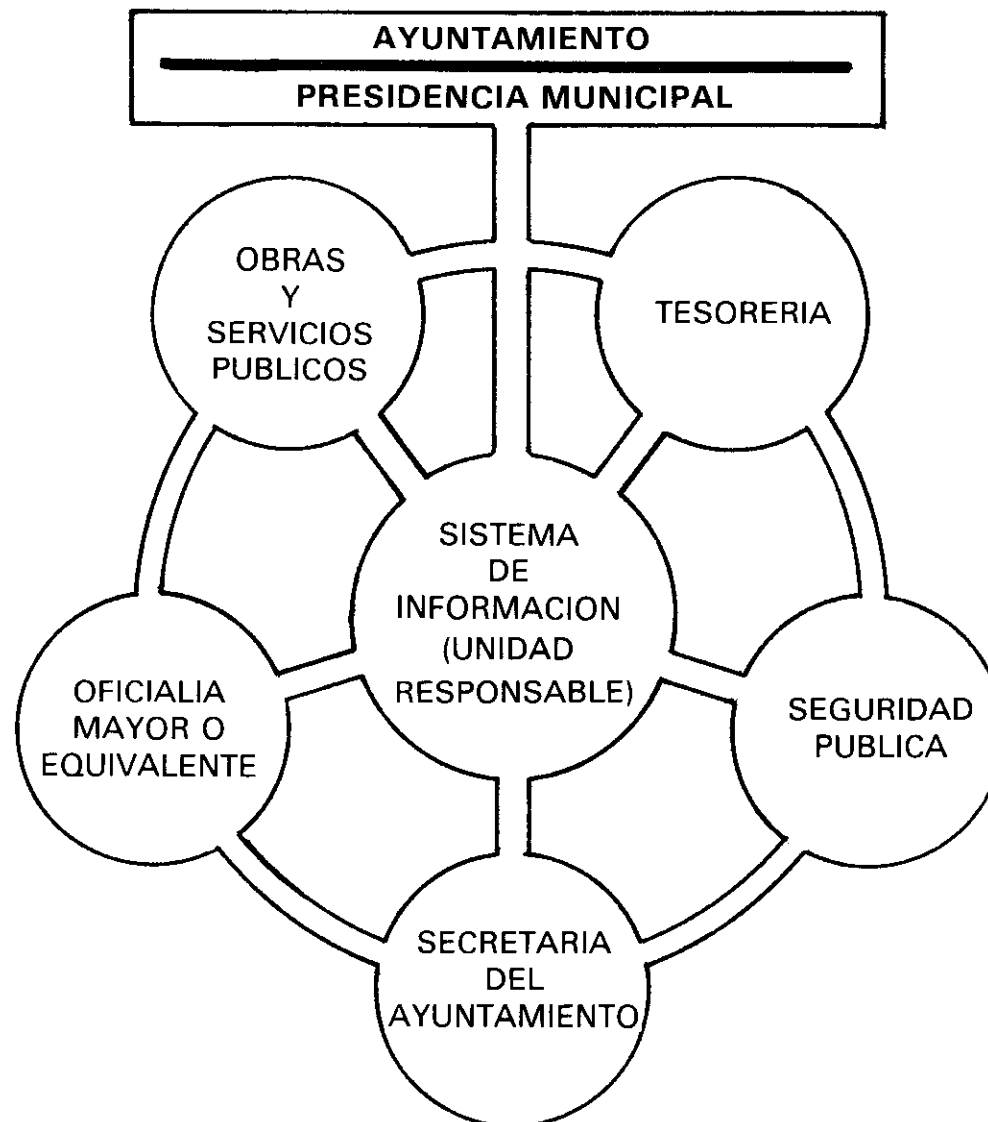 AYUNTAMIENTO
PRESIDENCIA MUNICIPAL
OBRAS
Y
SERVICIOS
PUBLICOS
TESORERIA
SISTEMA
DE
INFORMACION
(UNIDAD
RESPONSABLE)
OFICIALIA
MAYOR O
EQUIVALENTE
SEGURIDAD
PUBLICA
SECRETARIA
DEL
AYUNTAMIENTO